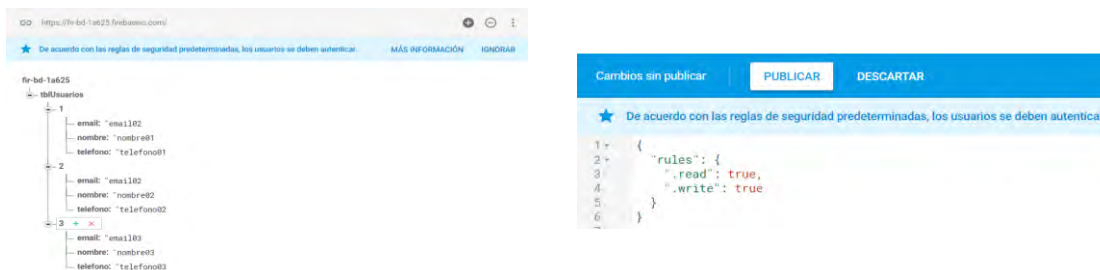 https://fir-bd-1a625.firebaseio.com/
De acuerdo con las reglas de seguridad predeterminadas, los usuarios se deben autenticar. MÁS INFORMACIÓN IGNORAR
fir-bd-1a625
tblUsuarios
1
email: "email02
nombre: "nombre01
telefono: "telefono01
2
email: "email02
nombre: "nombre02
telefono: "telefono02
3 + ×
email: "email03
nombre: "nombre03
telefono: "telefono03
Cambios sin publicar PUBLICAR DESCARTAR
De acuerdo con las reglas de seguridad predeterminadas, los usuarios se deben autentica
1 {
2 "rules": {
3 ".read": true,
4 ".write": true
5 }
6 }